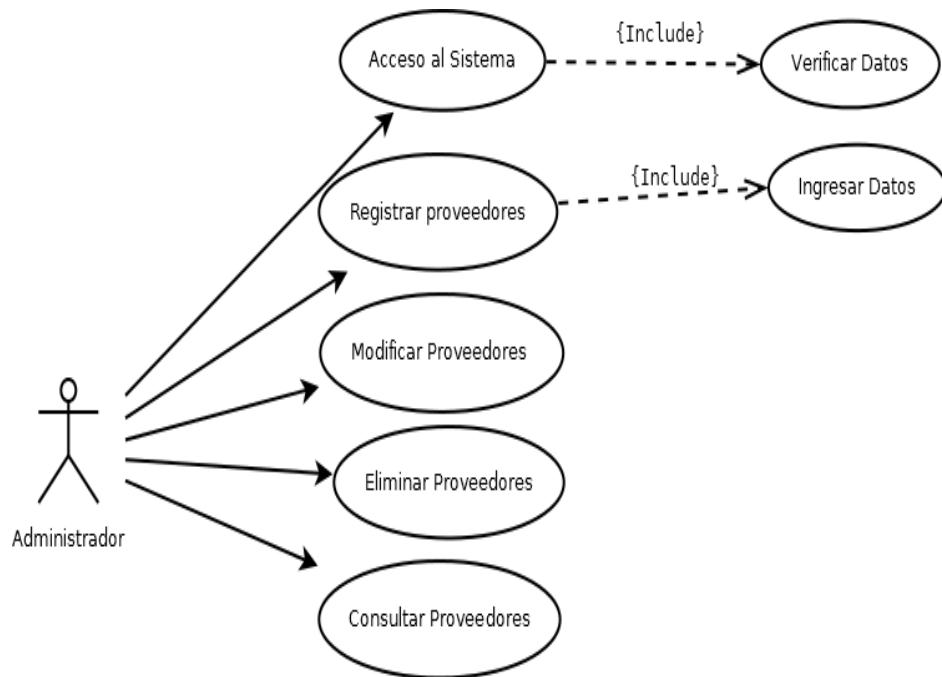 {Include}
Acceso al Sistema
Verificar Datos
{Include}
Ingresar Datos
Registrar proveedores
Modificar Proveedores
Eliminar Proveedores
Administrador
Consultar Proveedores